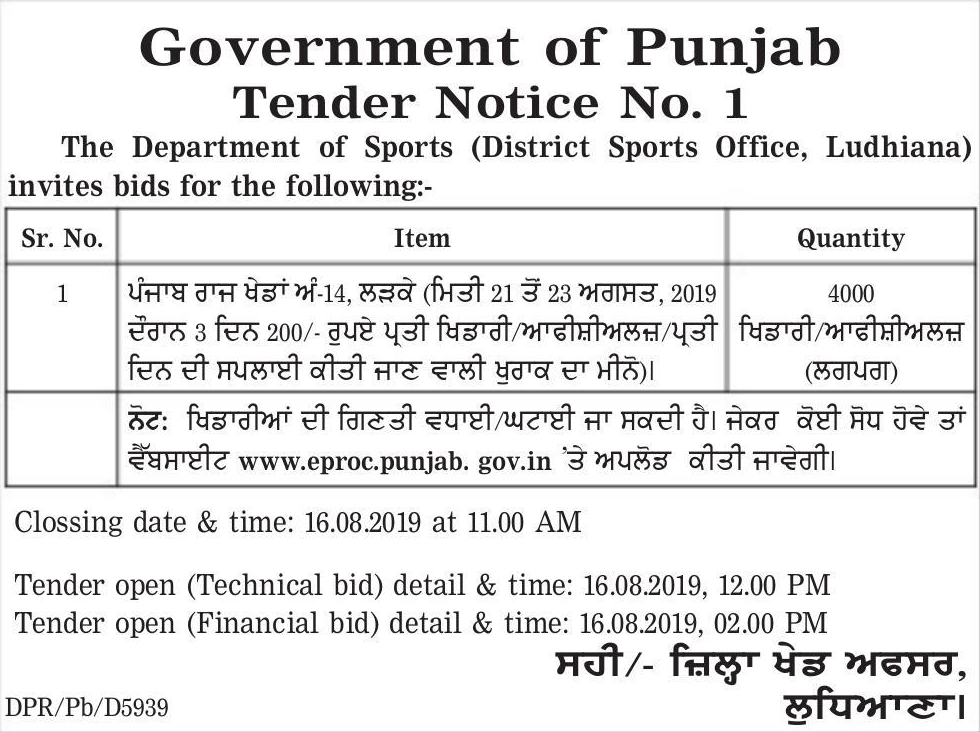 Government of Punjab
Tender Notice No. 1
The Department of Sports (District Sports Office, Ludhiana)
invites bids for the following:-
Sr. No. Item Quantity
1 ਪੰਜਾਬ ਰਾਜ ਖੇਡਾਂ ਅੰ-14, ਲੜਕੇ (ਮਿਤੀ 21 ਤੋਂ 23 ਅਗਸਤ, 2019 4000
ਦੌਰਾਨ 3 ਦਿਨ 200/- ਰੁਪਏ ਪ੍ਰਤੀ ਖਿਡਾਰੀ/ਆਫੀਸ਼ੀਅਲਜ਼/ਪ੍ਰਤੀ ਖਿਡਾਰੀ/ਆਫੀਸ਼ੀਅਲਜ਼
ਦਿਨ ਦੀ ਸਪਲਾਈ ਕੀਤੀ ਜਾਣ ਵਾਲੀ ਖੁਰਾਕ ਦਾ ਮੀਨੋ)। (ਲਗਪਗ)
ਨੋਟ: ਖਿਡਾਰੀਆਂ ਦੀ ਗਿਣਤੀ ਵਧਾਈ/ਘਟਾਈ ਜਾ ਸਕਦੀ ਹੈ। ਜੇਕਰ ਕੋਈ ਸੋਧ ਹੋਵੇ ਤਾਂ
ਵੈੱਬਸਾਈਟ www.eproc.punjab. gov.in 'ਤੇ ਅਪਲੋਡ ਕੀਤੀ ਜਾਵੇਗੀ।
Clossing date & time: 16.08.2019 at 11.00 AM
Tender open (Technical bid) detail & time: 16.08.2019, 12.00 PM
Tender open (Financial bid) detail & time: 16.08.2019, 02.00 PM
ਸਹੀ/- ਜ਼ਿਲ੍ਹਾ ਖੇਡ ਅਫਸਰ,
ਲੁਧਿਆਣਾ।
DPR/Pb/D5939